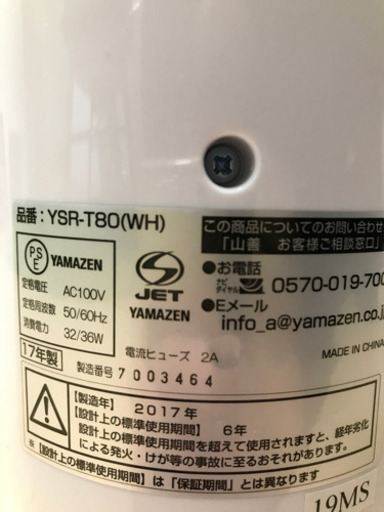 品番：YSR-T80(WH)
この商品についてのお問い合わせ
「山善　お客様ご相談窓口」
PS
E
YAMAZEN
定格電圧 AC100V
定格周波数 50/60Hz
消費電力 32/36W
S
JET
YAMAZEN
●お電話
ナビダイヤル 0570-019-700
●Eメール
info_a@yamazen.co.j
MADE IN CHINA
17年製
電流ヒューズ 2A
製造番号 7003464
【製造年】 2017年
【設計上の標準使用期間】 6年
設計上の標準使用期間を超えて使用されますと、経年劣化
による発火・けが等の事故に至るおそれがあります。
※【設計上の標準使用期間】は「保証期間」とは異なります
19MS